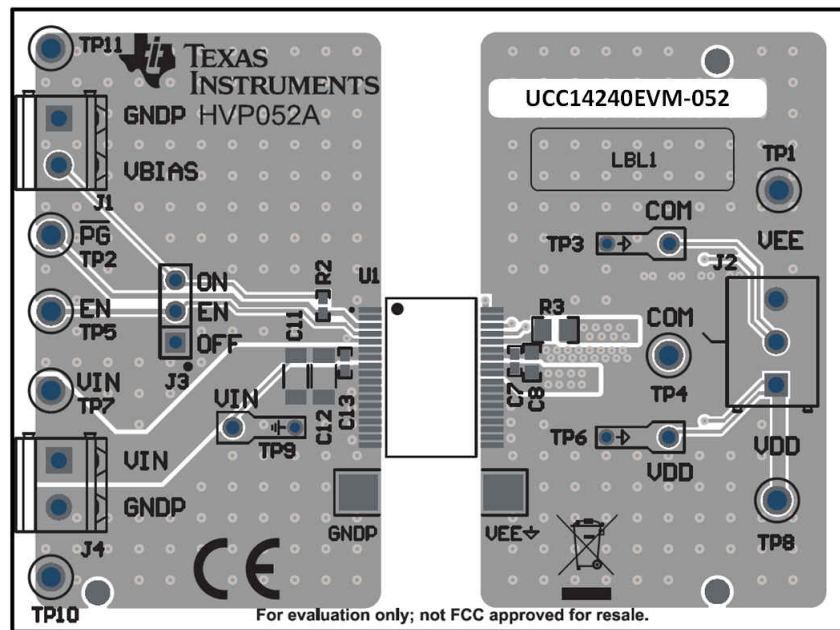 TP11
TEXAS
INSTRUMENTS
HVP052A
GNDP
VBIAS
J1
PG
TP2
EN
TP5
VIN
TP7
VIN
GNDP
J4
TP10
ON
EN
OFF
J3
R2
U1
C11
C12
C13
VIN
TP9
GNDP
CE
UCC14240EVM-052
LBL1
TP1
VEE
COM
TP3
J2
R3
COM
TP4
C7
C8
TP6
VDD
VDD
TP8
VEE
For evaluation only; not FCC approved for resale.